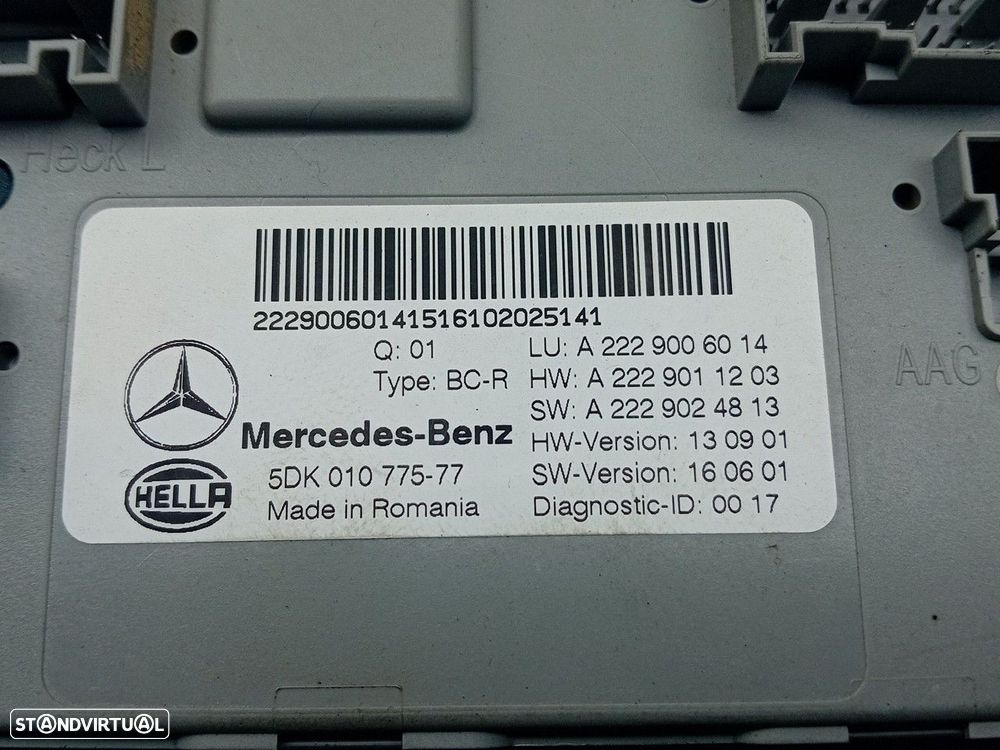 Heck L
22290060141516102025141
Q: 01
LU: A 222 900 60 14
Type: BC-R
HW: A 222 901 12 03
SW: A 222 902 48 13
Mercedes-Benz
HW-Version: 13 09 01
HELLA
5DK 010 775-77
SW-Version: 16 06 01
Made in Romania
Diagnostic-ID: 00 17
AAG
STANDVIRTUAL